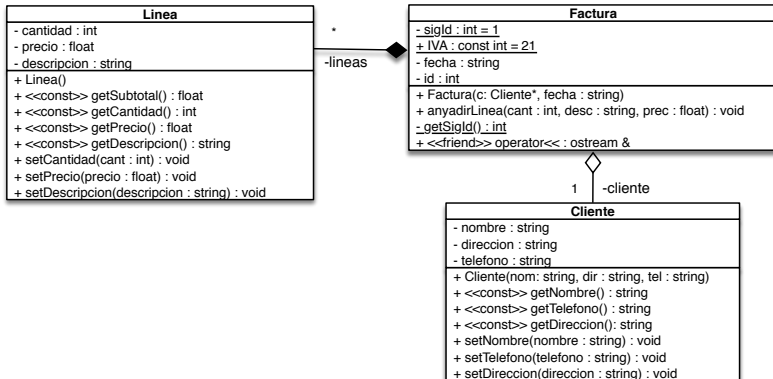 Linea
- cantidad : int
- precio : float
- descripcion : string
+ Linea()
+ <<const>> getSubtotal() : float
+ <<const>> getCantidad() : int
+ <<const>> getPrecio() : float
+ <<const>> getDescripcion() : string
+ setCantidad(cant : int) : void
+ setPrecio(precio : float) : void
+ setDescripcion(descripcion : string) : void
*
-lineas
Factura
- sigId : int = 1
+ IVA : const int = 21
- fecha : string
- id : int
+ Factura(c: Cliente*, fecha : string)
+ anyadirLinea(cant : int, desc : string, prec : float) : void
- getSigId() : int
+ <<friend>> operator<< : ostream &
1 -cliente
Cliente
- nombre : string
- direccion : string
- telefono : string
+ Cliente(nom: string, dir : string, tel : string)
+ <<const>> getNombre() : string
+ <<const>> getTelefono() : string
+ <<const>> getDireccion(): string
+ setNombre(nombre : string) : void
+ setTelefono(telefono : string) : void
+ setDireccion(direccion : string) : void